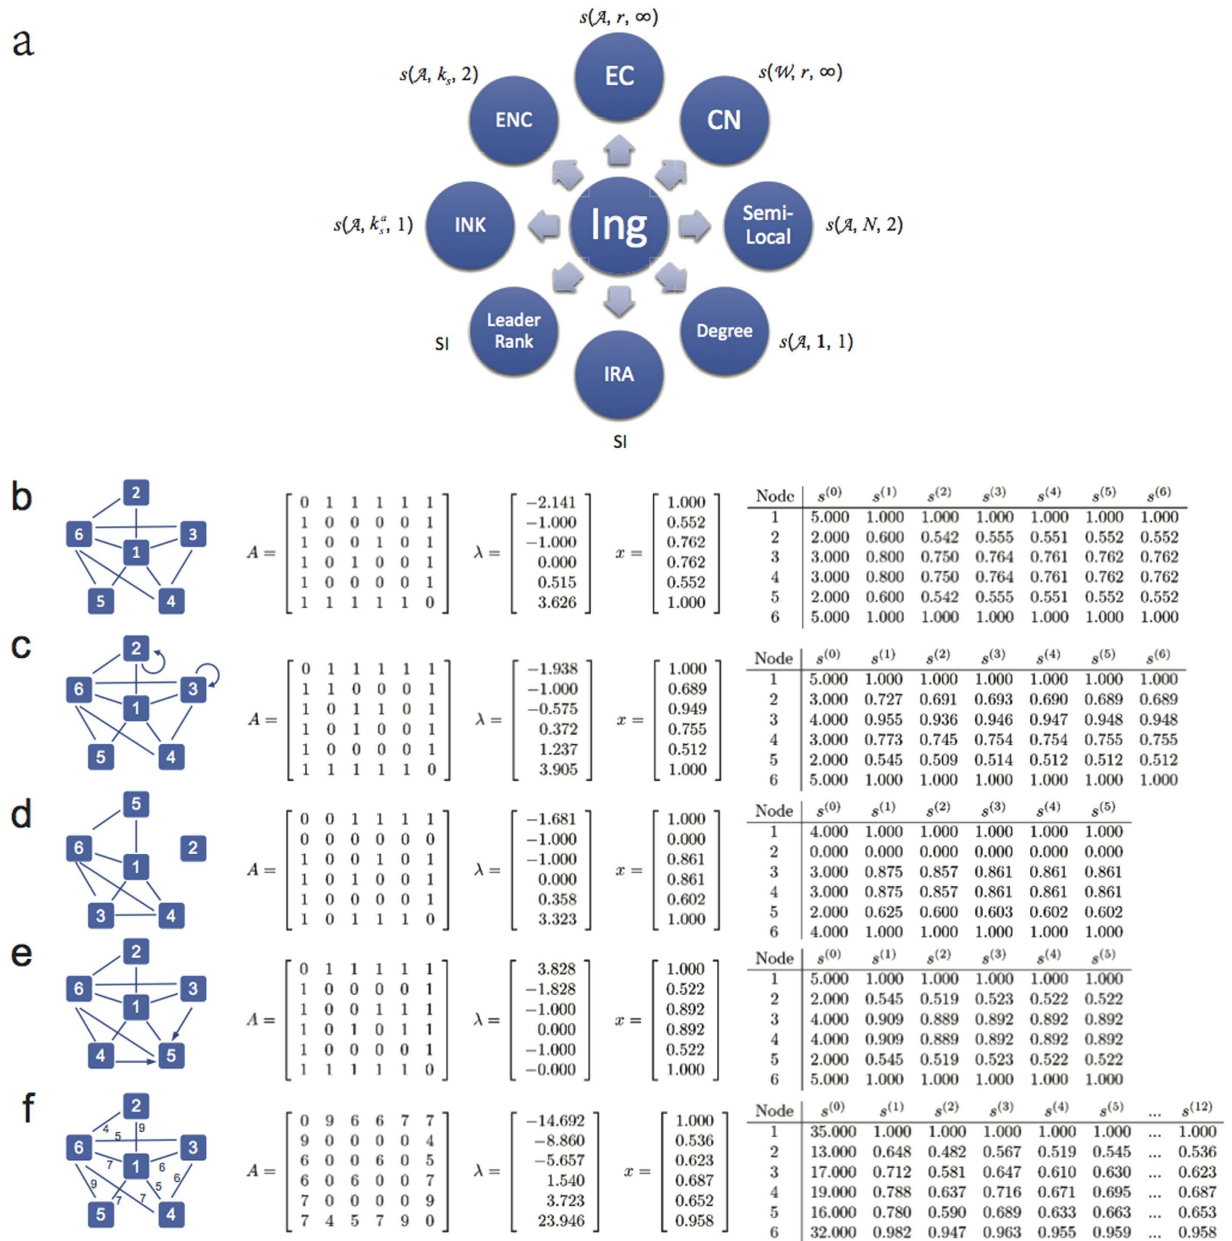 a
s(A, r, ∞)
s(A, kₛ, 2)
EC
s(W, r, ∞)
ENC
CN
s(A, kₛᵅ, 1)
INK
Ing
Semi-
Local
s(A, N, 2)
Leader
Rank
SI
Degree
s(A, 1, 1)
IRA
SI
b
2
6
3
1
5
4
A =
0 1 1 1 1 1
1 0 0 0 0 1
1 0 0 1 0 1
1 0 1 0 0 1
1 0 0 0 0 1
1 1 1 1 1 0
λ =
−2.141
−1.000
−1.000
0.000
0.515
3.626
x =
1.000
0.552
0.762
0.762
0.552
1.000
Node s⁽⁰⁾ s⁽¹⁾ s⁽²⁾ s⁽³⁾ s⁽⁴⁾ s⁽⁵⁾ s⁽⁶⁾
1 5.000 1.000 1.000 1.000 1.000 1.000 1.000
2 2.000 0.600 0.542 0.555 0.551 0.552 0.552
3 3.000 0.800 0.750 0.764 0.761 0.762 0.762
4 3.000 0.800 0.750 0.764 0.761 0.762 0.762
5 2.000 0.600 0.542 0.555 0.551 0.552 0.552
6 5.000 1.000 1.000 1.000 1.000 1.000 1.000
c
2
6
3
1
5
4
A =
0 1 1 1 1 1
1 1 0 0 0 1
1 0 1 1 0 1
1 0 1 0 0 1
1 0 0 0 0 1
1 1 1 1 1 0
λ =
−1.938
−1.000
−0.575
0.372
1.237
3.905
x =
1.000
0.689
0.949
0.755
0.512
1.000
Node s⁽⁰⁾ s⁽¹⁾ s⁽²⁾ s⁽³⁾ s⁽⁴⁾ s⁽⁵⁾ s⁽⁶⁾
1 5.000 1.000 1.000 1.000 1.000 1.000 1.000
2 3.000 0.727 0.691 0.693 0.690 0.689 0.689
3 4.000 0.955 0.936 0.946 0.947 0.948 0.948
4 3.000 0.773 0.745 0.754 0.754 0.755 0.755
5 2.000 0.545 0.509 0.514 0.512 0.512 0.512
6 5.000 1.000 1.000 1.000 1.000 1.000 1.000
d
5
6
2
1
3
4
A =
0 0 1 1 1 1
0 0 0 0 0 0
1 0 0 1 0 1
1 0 1 0 0 1
1 0 0 0 0 1
1 0 1 1 1 0
λ =
−1.681
−1.000
−1.000
0.000
0.358
3.323
x =
1.000
0.000
0.861
0.861
0.602
1.000
Node s⁽⁰⁾ s⁽¹⁾ s⁽²⁾ s⁽³⁾ s⁽⁴⁾ s⁽⁵⁾
1 4.000 1.000 1.000 1.000 1.000 1.000
2 0.000 0.000 0.000 0.000 0.000 0.000
3 3.000 0.875 0.857 0.861 0.861 0.861
4 3.000 0.875 0.857 0.861 0.861 0.861
5 2.000 0.625 0.600 0.603 0.602 0.602
6 4.000 1.000 1.000 1.000 1.000 1.000
e
2
6
3
1
4
5
A =
0 1 1 1 1 1
1 0 0 0 0 1
1 0 0 1 1 1
1 0 1 0 1 1
1 0 0 0 0 1
1 1 1 1 1 0
λ =
3.828
−1.828
−1.000
0.000
−1.000
−0.000
x =
1.000
0.522
0.892
0.892
0.522
1.000
Node s⁽⁰⁾ s⁽¹⁾ s⁽²⁾ s⁽³⁾ s⁽⁴⁾ s⁽⁵⁾
1 5.000 1.000 1.000 1.000 1.000 1.000
2 2.000 0.545 0.519 0.523 0.522 0.522
3 4.000 0.909 0.889 0.892 0.892 0.892
4 4.000 0.909 0.889 0.892 0.892 0.892
5 2.000 0.545 0.519 0.523 0.522 0.522
6 5.000 1.000 1.000 1.000 1.000 1.000
f
2
4 5 9
6
3
7 1 6
9 7 5 7 6
5
4
A =
0 9 6 6 7 7
9 0 0 0 0 4
6 0 0 6 0 5
6 0 6 0 0 7
7 0 0 0 0 9
7 4 5 7 9 0
λ =
−14.692
−8.860
−5.657
1.540
3.723
23.946
x =
1.000
0.536
0.623
0.687
0.652
0.958
Node s⁽⁰⁾ s⁽¹⁾ s⁽²⁾ s⁽³⁾ s⁽⁴⁾ s⁽⁵⁾ ... s⁽¹²⁾
1 35.000 1.000 1.000 1.000 1.000 1.000 ... 1.000
2 13.000 0.648 0.482 0.567 0.519 0.545 ... 0.536
3 17.000 0.712 0.581 0.647 0.610 0.630 ... 0.623
4 19.000 0.788 0.637 0.716 0.671 0.695 ... 0.687
5 16.000 0.780 0.590 0.689 0.633 0.663 ... 0.653
6 32.000 0.982 0.947 0.963 0.955 0.959 ... 0.958